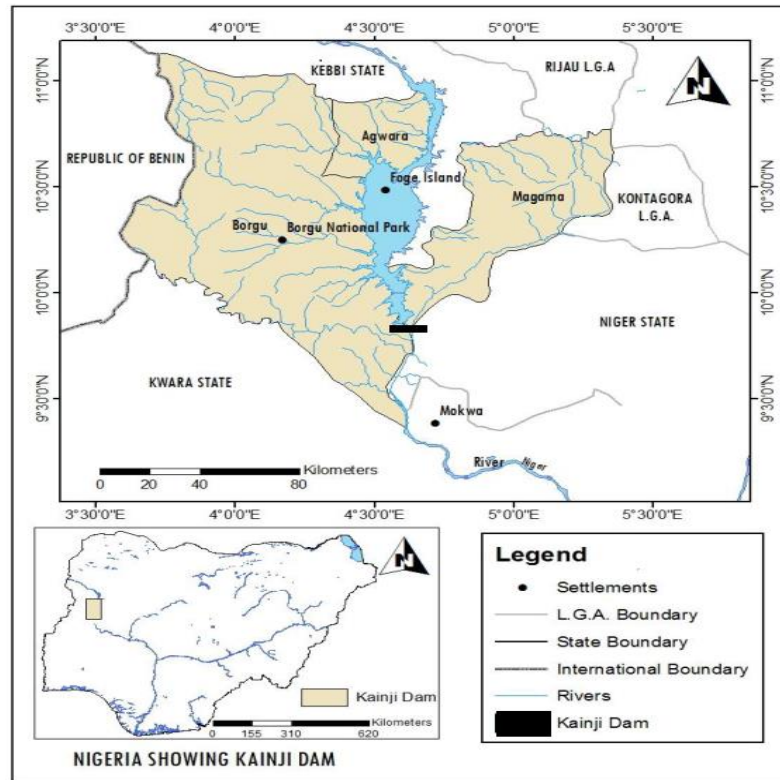 3°30'0"E 4°0'0"E 4°30'0"E 5°0'0"E 5°30'0"E
11°0'0"N
10°30'0"N
10°0'0"N
9°30'0"N
KEBBI STATE
RIJAU L.G.A
N
Agwara
REPUBLIC OF BENIN
Foge Island
Magama
KONTAGORA
L.G.A.
Borgu
Borgu National Park
NIGER STATE
KWARA STATE
Mokwa
River Niger
Kilometers
0 20 40 80
11°0'0"N
10°30'0"N
10°0'0"N
9°30'0"N
3°30'0"E 4°0'0"E 4°30'0"E 5°0'0"E 5°30'0"E
N
Kainji Dam
Kilometers
0 155 310 620
NIGERIA SHOWING KAINJI DAM
Legend
Settlements
L.G.A. Boundary
State Boundary
International Boundary
Rivers
Kainji Dam